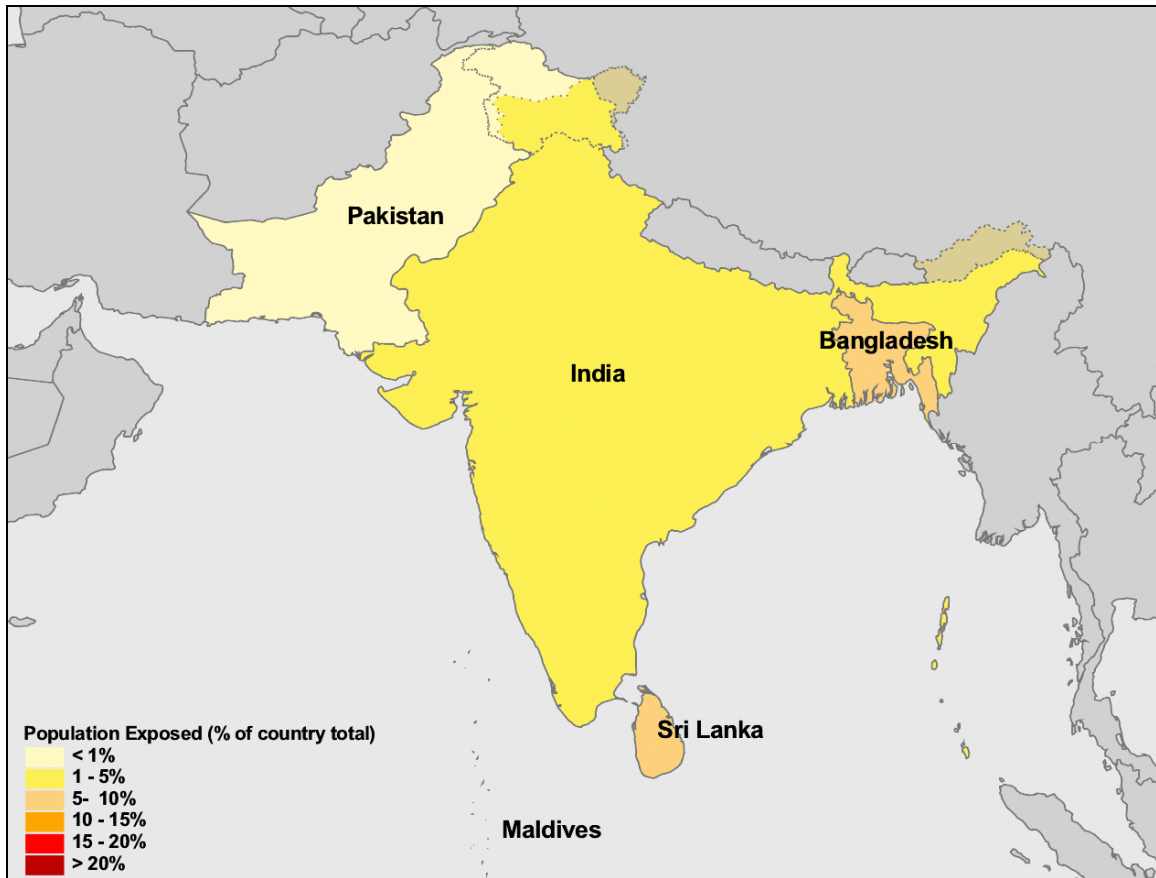 Pakistan
India
Bangladesh
Sri Lanka
Maldives
Population Exposed (% of country total)
< 1%
1 - 5%
5-  10%
10 - 15%
15 - 20%
> 20%